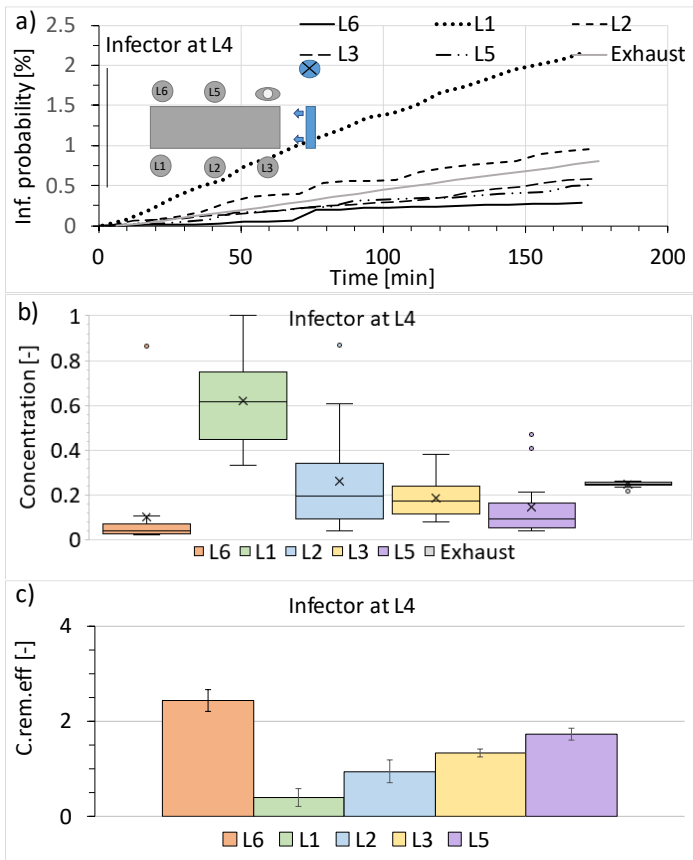 a)
L6 L1 L2
L3 L5 Exhaust
Infector at L4
L6 L5
L1 L2 L3
Inf. probability [%]
2.5
2
1.5
1
0.5
0
0 50 100 150 200
Time [min]
b)
Infector at L4
Concentration [-]
1
0.8
0.6
0.4
0.2
0
L6 L1 L2 L3 L5 Exhaust
c)
Infector at L4
C.rem.eff [-]
4
2
0
L6 L1 L2 L3 L5